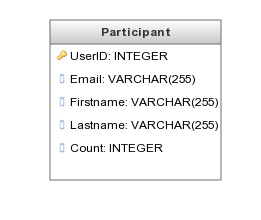 Participant
UserID: INTEGER
Email: VARCHAR(255)
Firstname: VARCHAR(255)
Lastname: VARCHAR(255)
Count: INTEGER